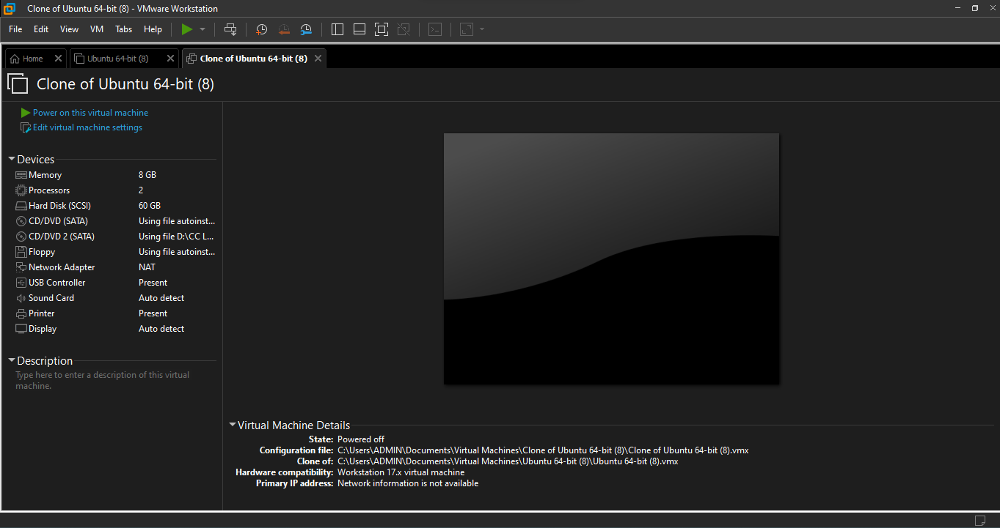 Clone of Ubuntu 64-bit (8) - VMware Workstation
File Edit View VM Tabs Help
Home Ubuntu 64-bit (8) Clone of Ubuntu 64-bit (8)
Clone of Ubuntu 64-bit (8)
Power on this virtual machine
Edit virtual machine settings
Devices
Memory 8 GB
Processors 2
Hard Disk (SCSI) 60 GB
CD/DVD (SATA) Using file autoinst...
CD/DVD 2 (SATA) Using file D:\CC L...
Floppy Using file autoinst...
Network Adapter NAT
USB Controller Present
Sound Card Auto detect
Printer Present
Display Auto detect
Description
Type here to enter a description of this virtual
machine.
Virtual Machine Details
State: Powered off
Configuration file: C:\Users\ADMIN\Documents\Virtual Machines\Clone of Ubuntu 64-bit (8)\Clone of Ubuntu 64-bit (8).vmx
Clone of: C:\Users\ADMIN\Documents\Virtual Machines\Ubuntu 64-bit (8)\Ubuntu 64-bit (8).vmx
Hardware compatibility: Workstation 17.x virtual machine
Primary IP address: Network information is not available